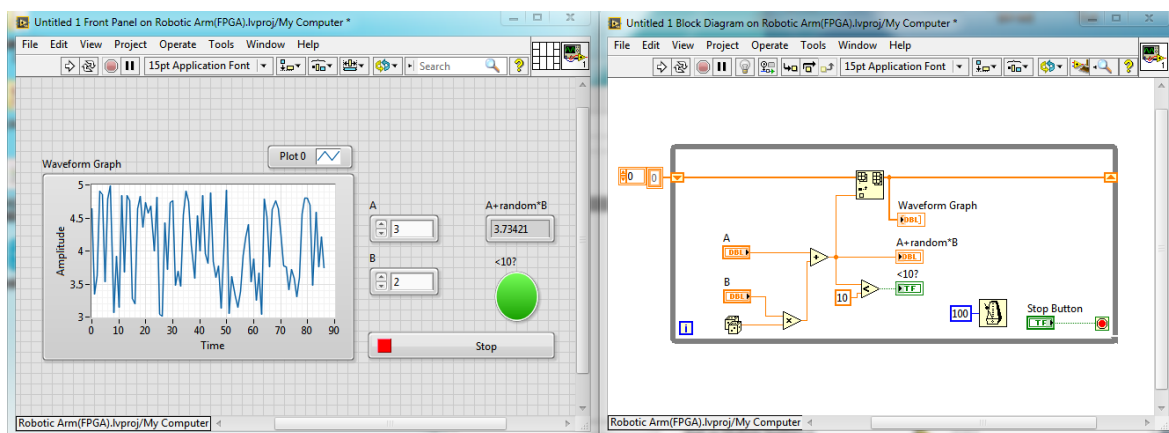 Untitled 1 Front Panel on Robotic Arm(FPGA).lvproj/My Computer *
File Edit View Project Operate Tools Window Help
15pt Application Font
Search
1
Waveform Graph
Plot 0
Amplitude
5
4.5
4
3.5
3
0 10 20 30 40 50 60 70 80 90
Time
A
3
B
2
A+random*B
3.73421
<10?
Stop
Robotic Arm(FPGA).lvproj/My Computer
Untitled 1 Block Diagram on Robotic Arm(FPGA).lvproj/My Computer *
File Edit View Project Operate Tools Window Help
15pt Application Font
1
0 0
Waveform Graph
DBL
A
DBL
A+random*B
DBL
<10?
TF
B
DBL
10
100
Stop Button
TF
i
Robotic Arm(FPGA).lvproj/My Computer